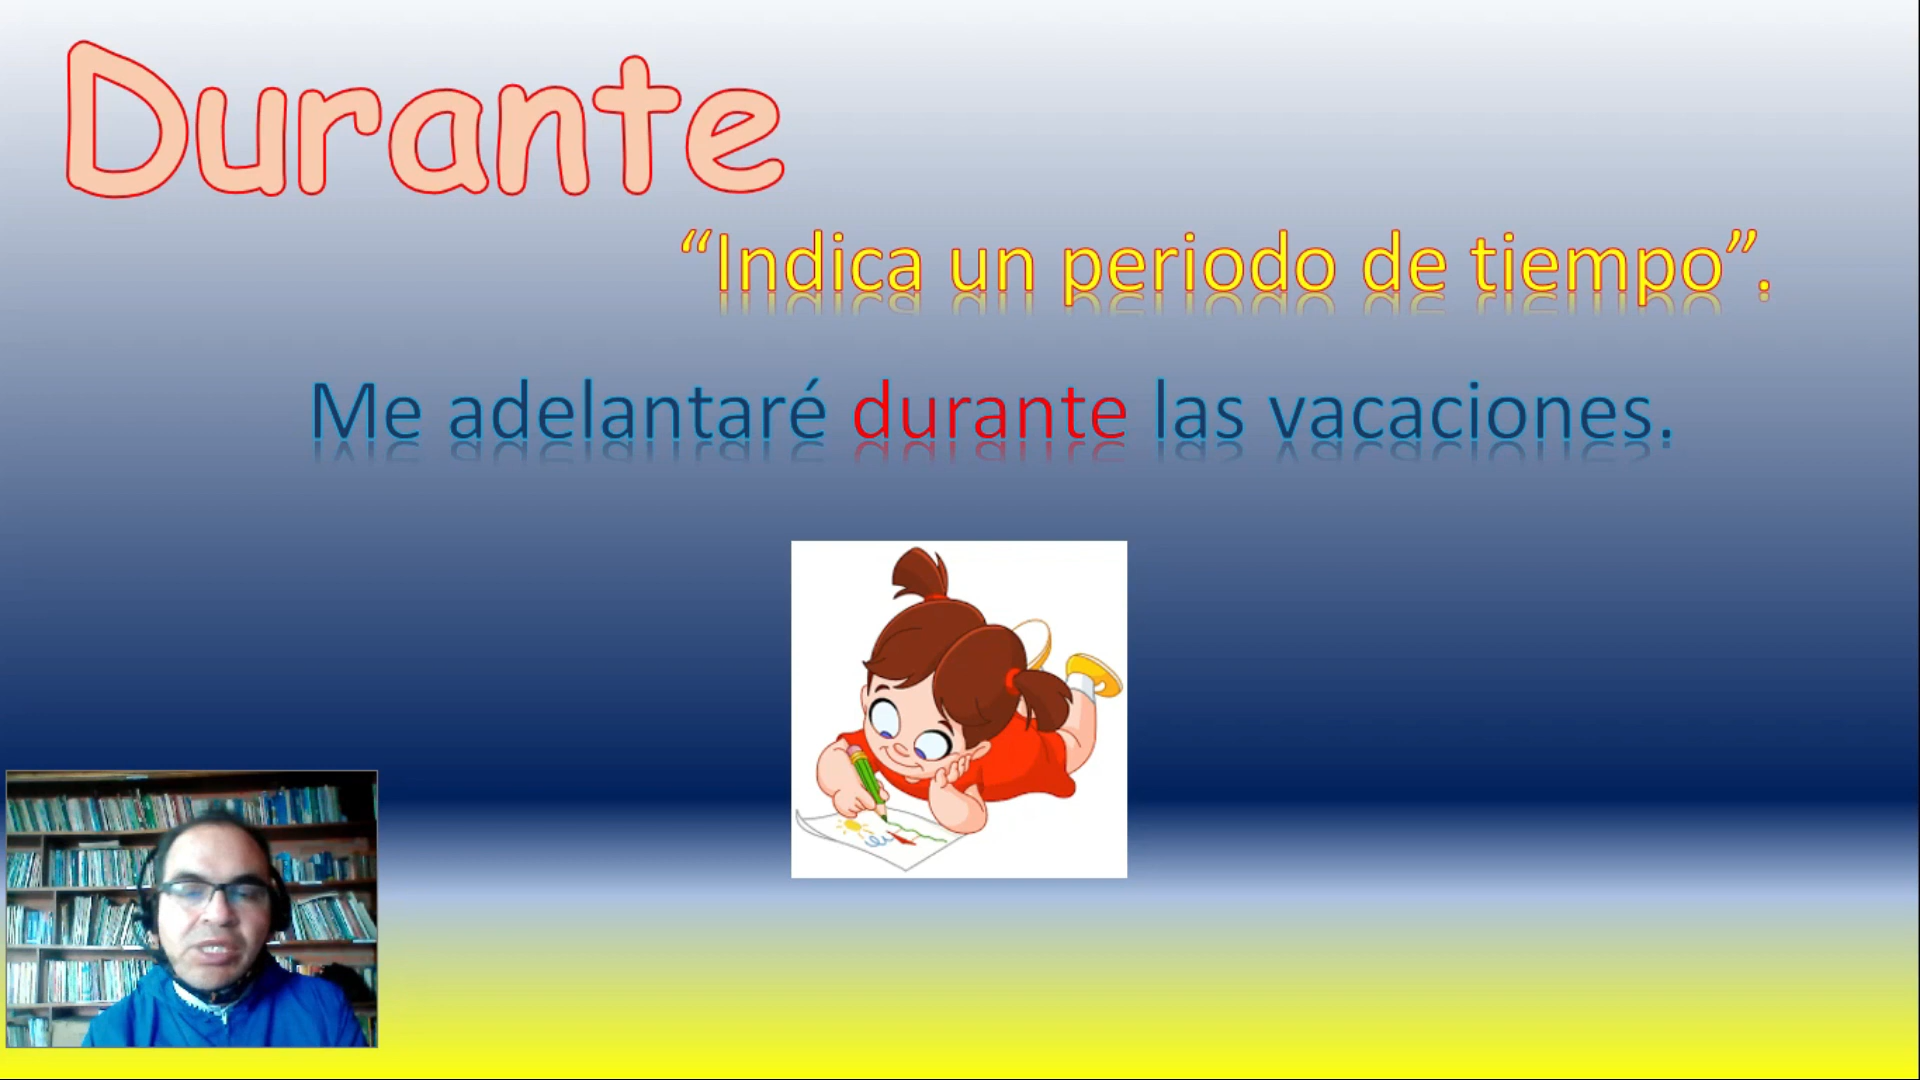 Durante
“Indica un periodo de tiempo”.
Me adelantaré durante las vacaciones.